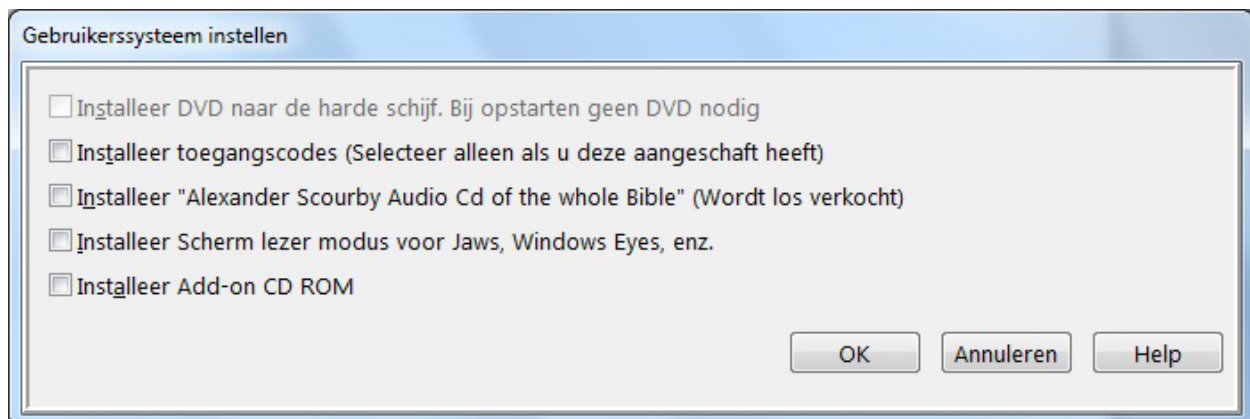 Gebruikerssysteem instellen
Installeer DVD naar de harde schijf. Bij opstarten geen DVD nodig
Installeer toegangscodes (Selecteer alleen als u deze aangeschaft heeft)
Installeer "Alexander Scourby Audio Cd of the whole Bible" (Wordt los verkocht)
Installeer Scherm lezer modus voor Jaws, Windows Eyes, enz.
Installeer Add-on CD ROM
OK Annuleren Help